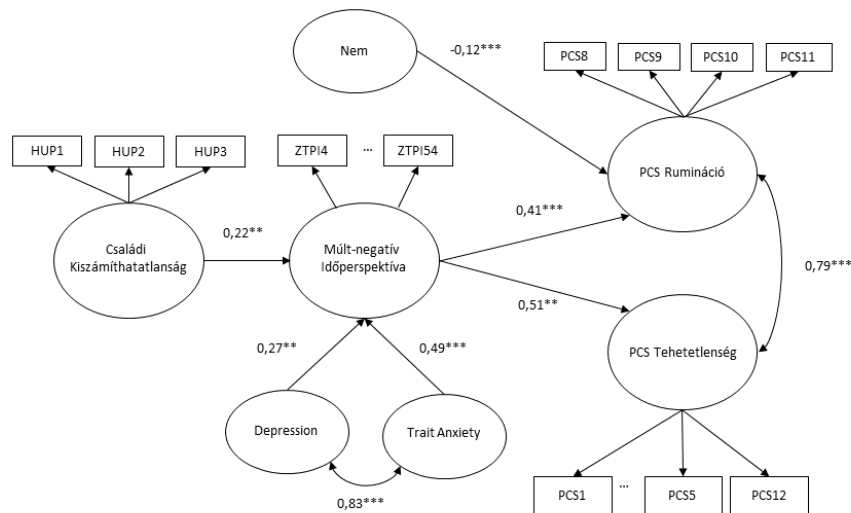 Nem
-0,12***
PCS8
PCS9
PCS10
PCS11
HUP1
HUP2
HUP3
ZTPI4
...
ZTPI54
PCS Rumináció
0,41***
0,22**
Családi
Kiszámíthatatlanság
Múlt-negatív
Időperspektíva
0,79***
0,51**
PCS Tehetetlenség
0,27**
0,49***
Depression
Trait Anxiety
0,83***
PCS1
...
PCS5
PCS12